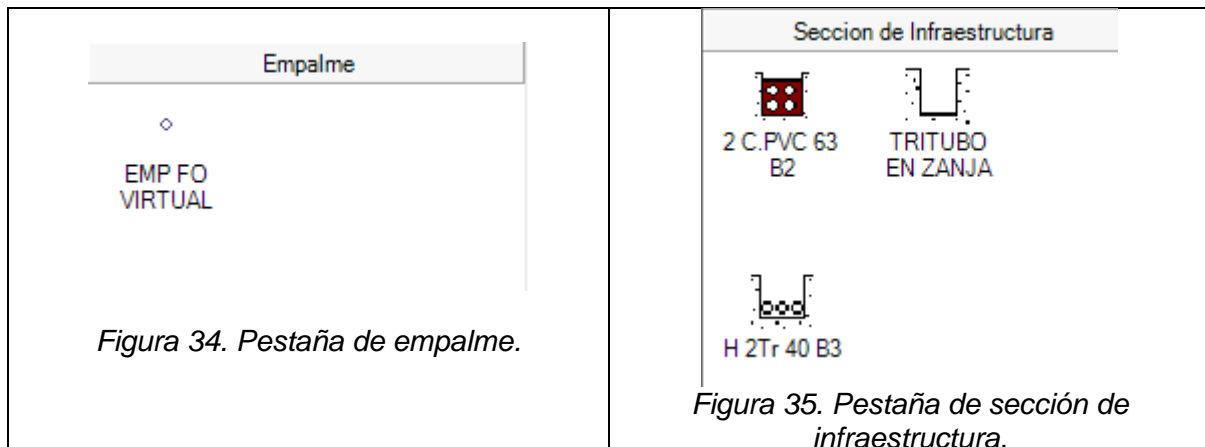 Empalme
EMP FO
VIRTUAL
Figura 34. Pestaña de empalme.
Seccion de Infraestructura
2 C.PVC 63
B2
TRITUBO
EN ZANJA
H 2Tr 40 B3
Figura 35. Pestaña de sección de
infraestructura.